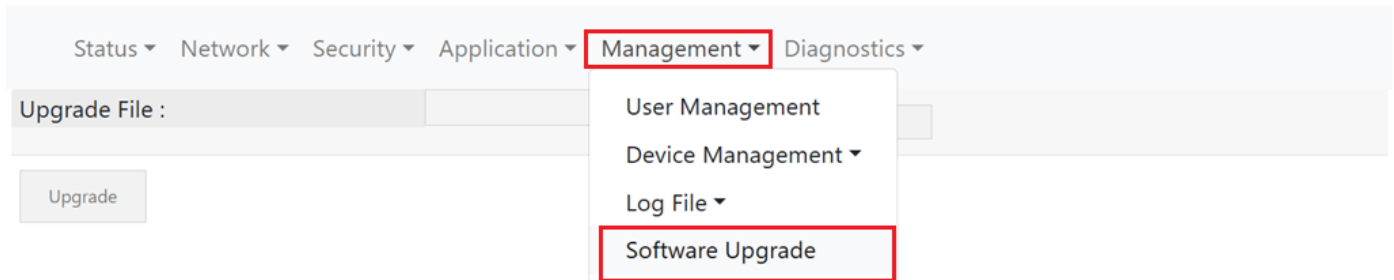 Status Network Security Application Management Diagnostics
Upgrade File :
User Management
Device Management
Upgrade
Log File
Software Upgrade